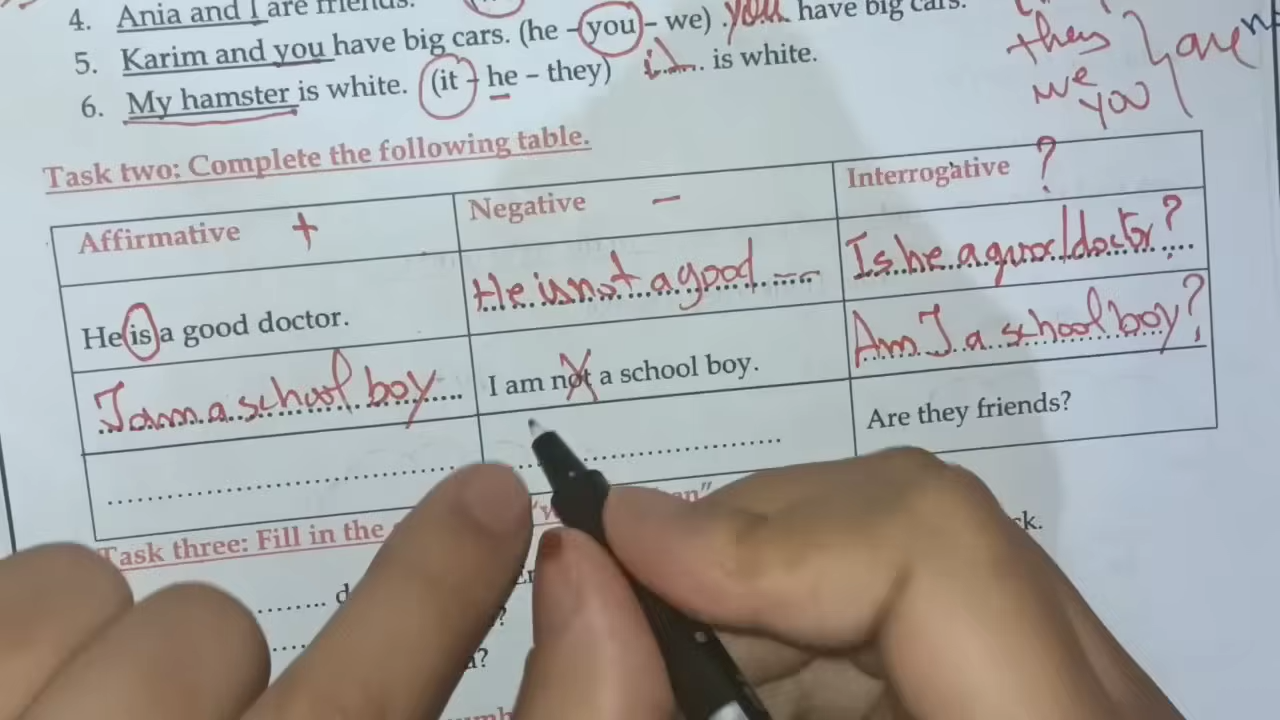 4. Ania and I are friends.
5. Karim and you have big cars. (he – you – we) .you have big cars.
6. My hamster is white. (it – he – they) it is white.
they
we
you
have
Task two: Complete the following table.
Affirmative + Negative – Interrogative ?
He is a good doctor. He is not a good Is he a good doctor?
I am a school boy I am not a school boy. Am I a school boy?
Are they friends?
Task three: Fill in the